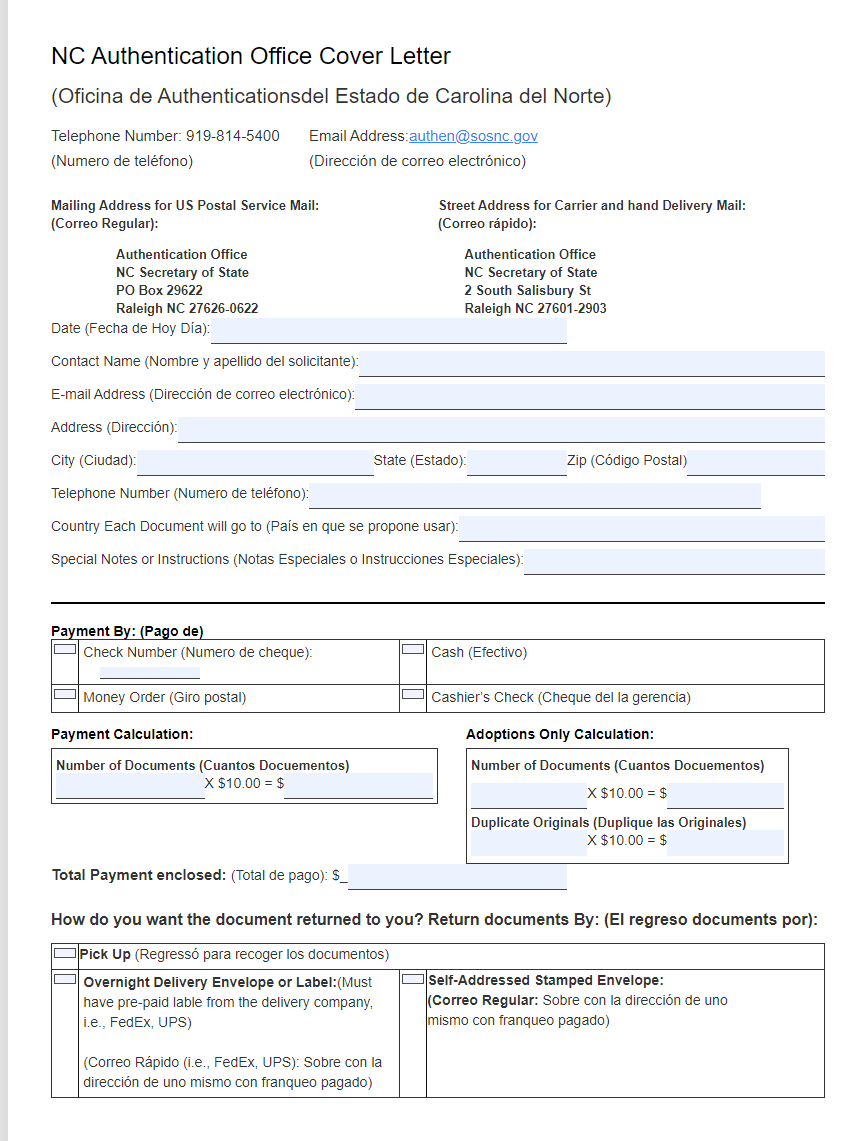 NC Authentication Office Cover Letter
(Oficina de Authenticationsdel Estado de Carolina del Norte)
Telephone Number: 919-814-5400 Email Address:authen@sosnc.gov
(Numero de teléfono) (Dirección de correo electrónico)
Mailing Address for US Postal Service Mail:
(Correo Regular):
Authentication Office
NC Secretary of State
PO Box 29622
Raleigh NC 27626-0622
Street Address for Carrier and hand Delivery Mail:
(Correo rápido):
Authentication Office
NC Secretary of State
2 South Salisbury St
Raleigh NC 27601-2903
Date (Fecha de Hoy Día):
Contact Name (Nombre y apellido del solicitante):
E-mail Address (Dirección de correo electrónico):
Address (Dirección):
City (Ciudad): State (Estado): Zip (Código Postal)
Telephone Number (Numero de teléfono):
Country Each Document will go to (País en que se propone usar):
Special Notes or Instructions (Notas Especiales o Instrucciones Especiales):
Payment By: (Pago de)
Check Number (Numero de cheque): Cash (Efectivo)
Money Order (Giro postal) Cashier's Check (Cheque del la gerencia)
Payment Calculation:
Number of Documents (Cuantos Docuementos)
X $10.00 = $
Adoptions Only Calculation:
Number of Documents (Cuantos Docuementos)
X $10.00 = $
Duplicate Originals (Duplique las Originales)
X $10.00 = $
Total Payment enclosed: (Total de pago): $_
How do you want the document returned to you? Return documents By: (El regreso documents por):
Pick Up (Regressó para recoger los documentos)
Overnight Delivery Envelope or Label:(Must
have pre-paid lable from the delivery company,
i.e., FedEx, UPS)
(Correo Rápido (i.e., FedEx, UPS): Sobre con la
dirección de uno mismo con franqueo pagado)
Self-Addressed Stamped Envelope:
(Correo Regular: Sobre con la dirección de uno
mismo con franqueo pagado)